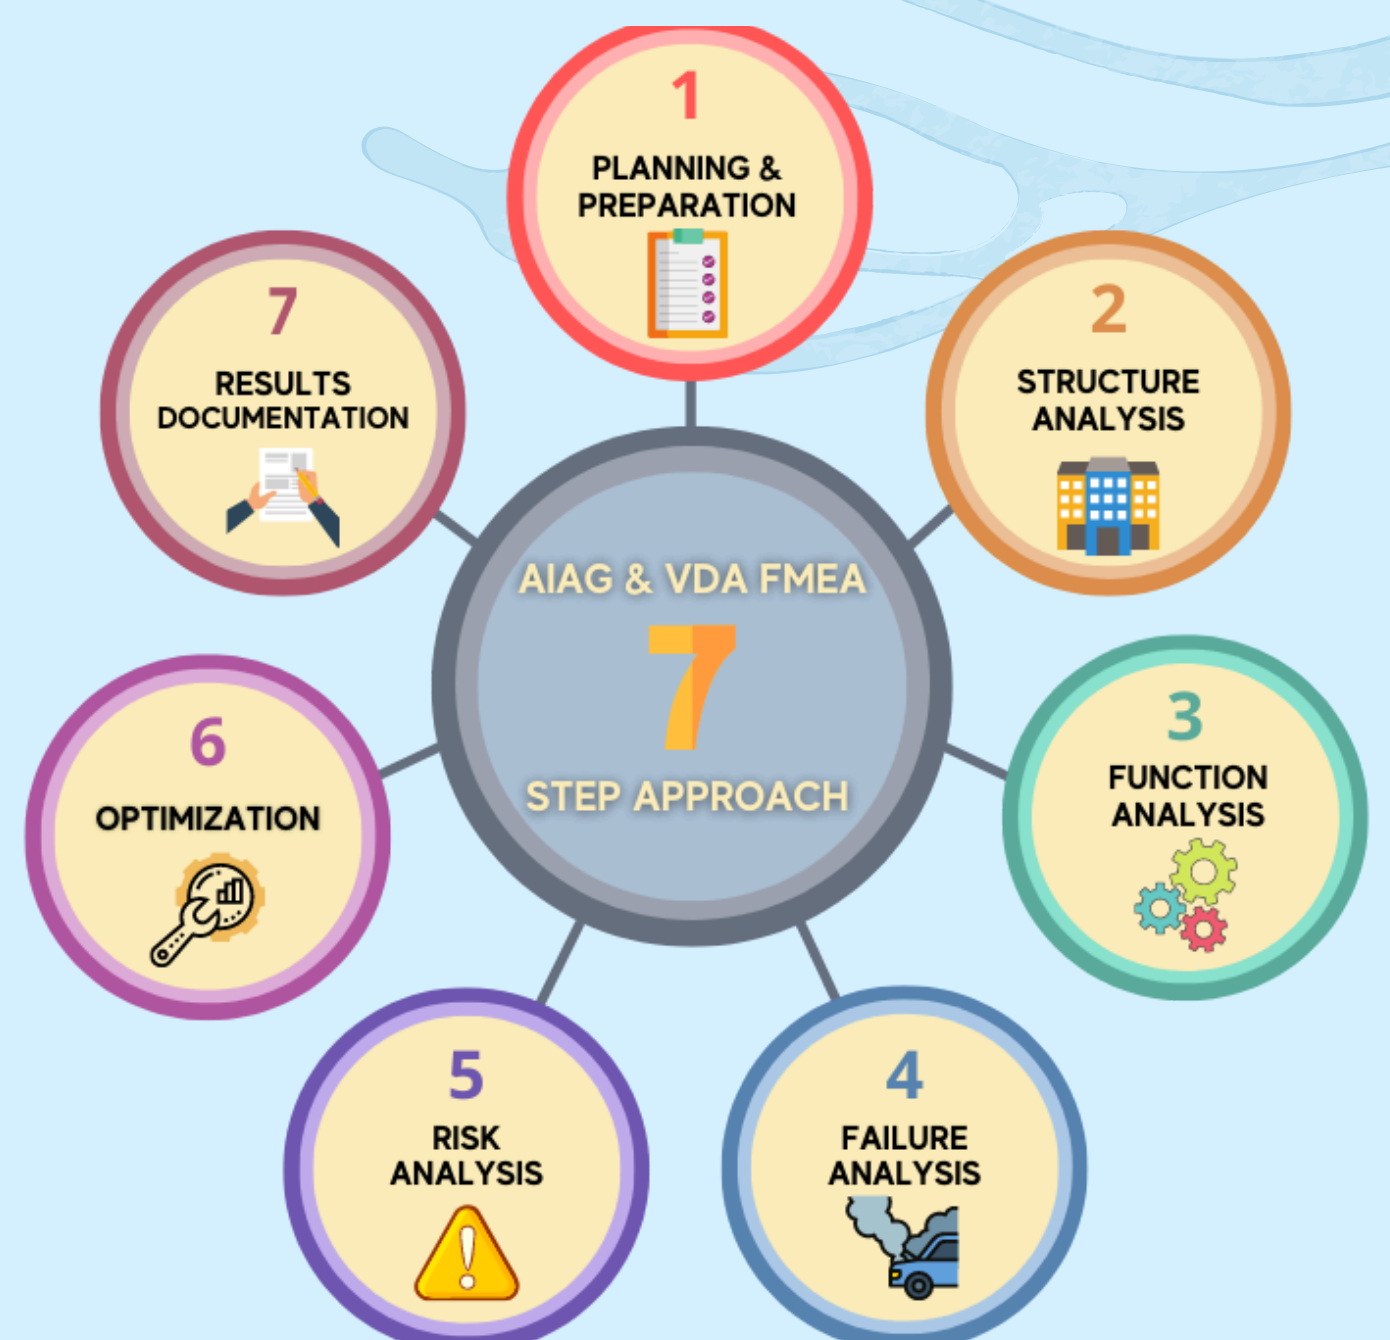 1
PLANNING &
PREPARATION
2
STRUCTURE
ANALYSIS
3
FUNCTION
ANALYSIS
4
FAILURE
ANALYSIS
5
RISK
ANALYSIS
6
OPTIMIZATION
7
RESULTS
DOCUMENTATION
AIAG & VDA FMEA
7
STEP APPROACH